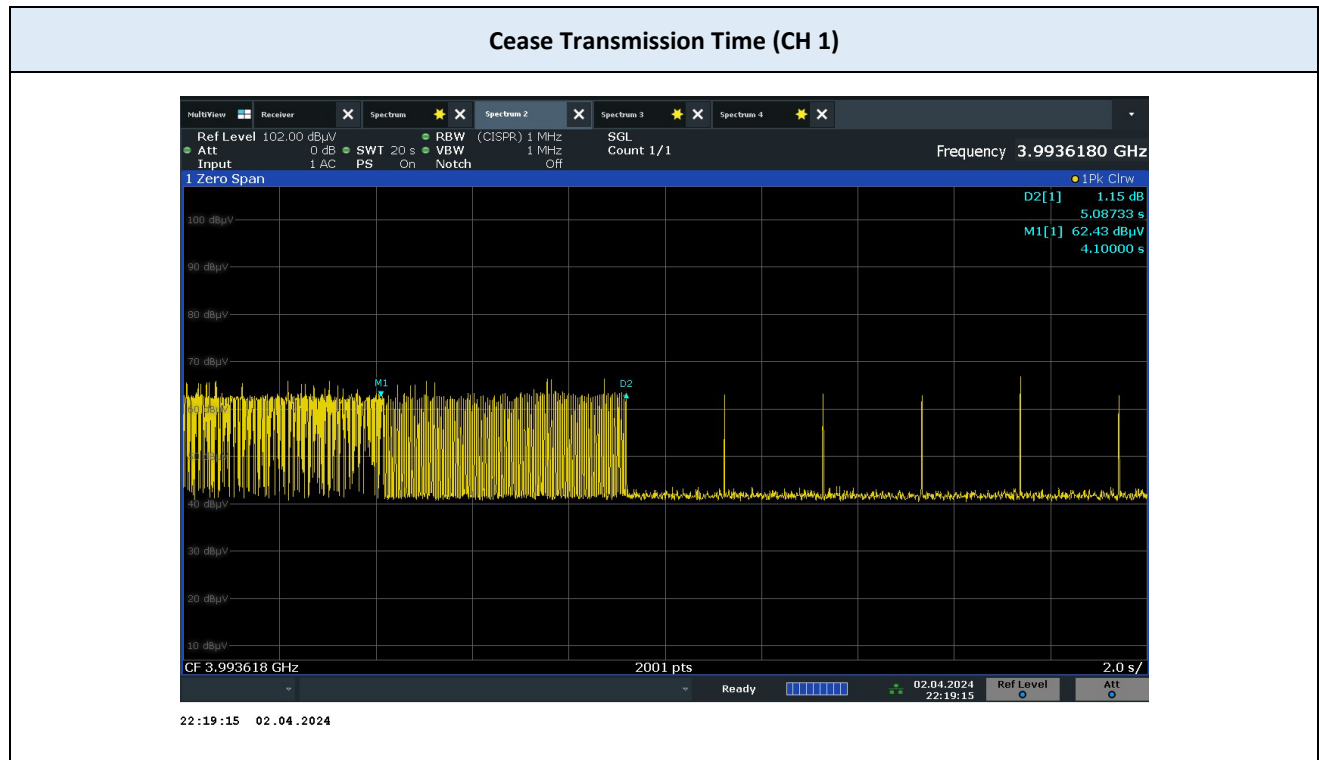 Cease Transmission Time (CH 1)
MultiView Receiver Spectrum Spectrum 2 Spectrum 3 Spectrum 4
Ref Level 102.00 dBµV RBW (CISPR) 1 MHz SGL
Att 0 dB SWT 20 s VBW 1 MHz Count 1/1
Input 1 AC PS On Notch Off
Frequency 3.9936180 GHz
1 Zero Span 1Pk Clrw
D2[1] 1.15 dB
5.08733 s
M1[1] 62.43 dBµV
4.10000 s
100 dBµV
90 dBµV
80 dBµV
70 dBµV
M1 D2
60 dBµV
40 dBµV
30 dBµV
20 dBµV
10 dBµV
CF 3.993618 GHz 2001 pts 2.0 s/
Ready 02.04.2024 Ref Level Att
22:19:15
22:19:15 02.04.2024